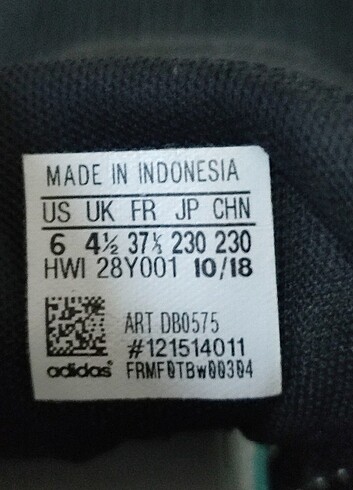 MADE IN INDONESIA
US UK FR JP CHN
6 4½ 37⅓ 230 230
HWI 28Y001 10/18
ART DB0575
#121514011
adidas FRMF0TBW00304